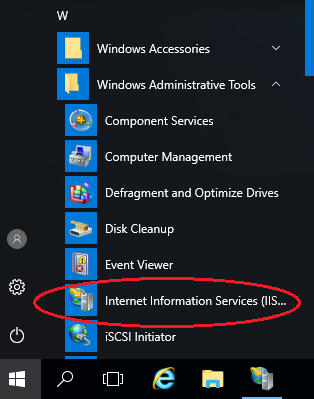 W
Windows Accessories
Windows Administrative Tools
Component Services
Computer Management
Defragment and Optimize Drives
Disk Cleanup
Event Viewer
Internet Information Services (IIS...
iSCSI Initiator